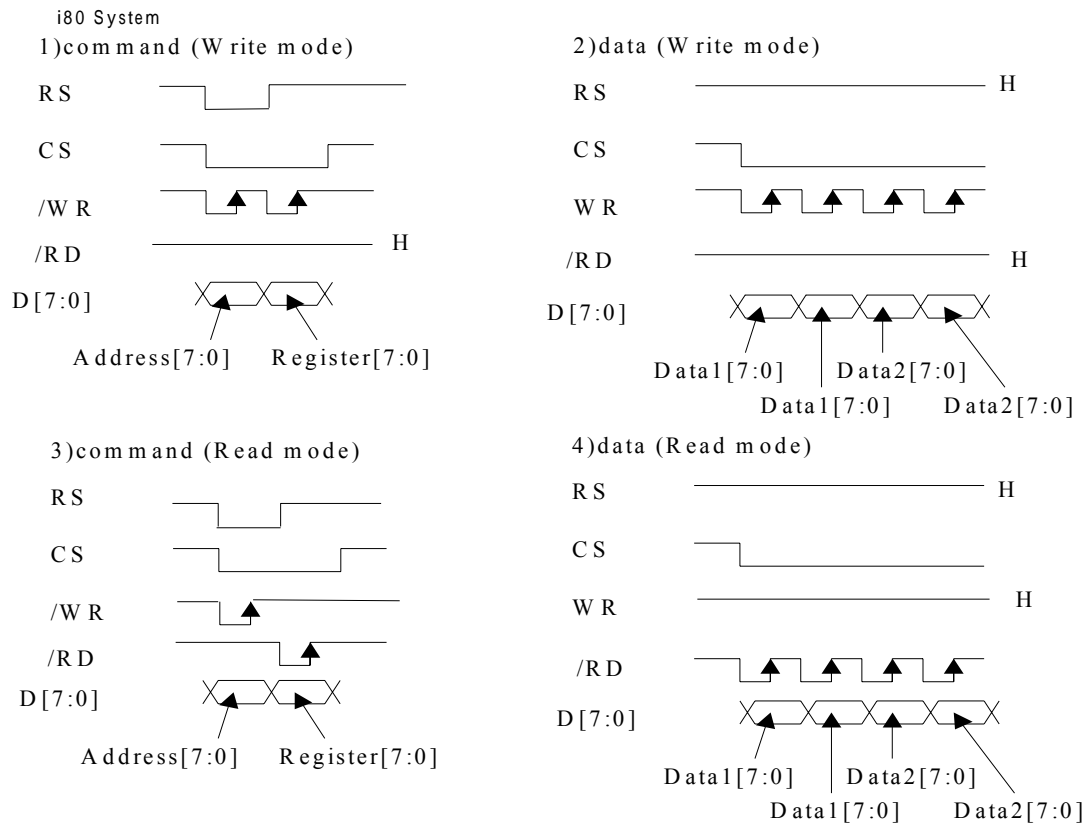 i80 System
1)command (Write mode)
RS
CS
/WR
/RD
H
D[7:0]
Address[7:0] Register[7:0]
2)data (Write mode)
RS
H
CS
WR
/RD
H
D[7:0]
Data1[7:0] Data2[7:0]
Data1[7:0] Data2[7:0]
3)command (Read mode)
RS
CS
/WR
/RD
D[7:0]
Address[7:0] Register[7:0]
4)data (Read mode)
RS
H
CS
WR
H
/RD
D[7:0]
Data1[7:0] Data2[7:0]
Data1[7:0] Data2[7:0]